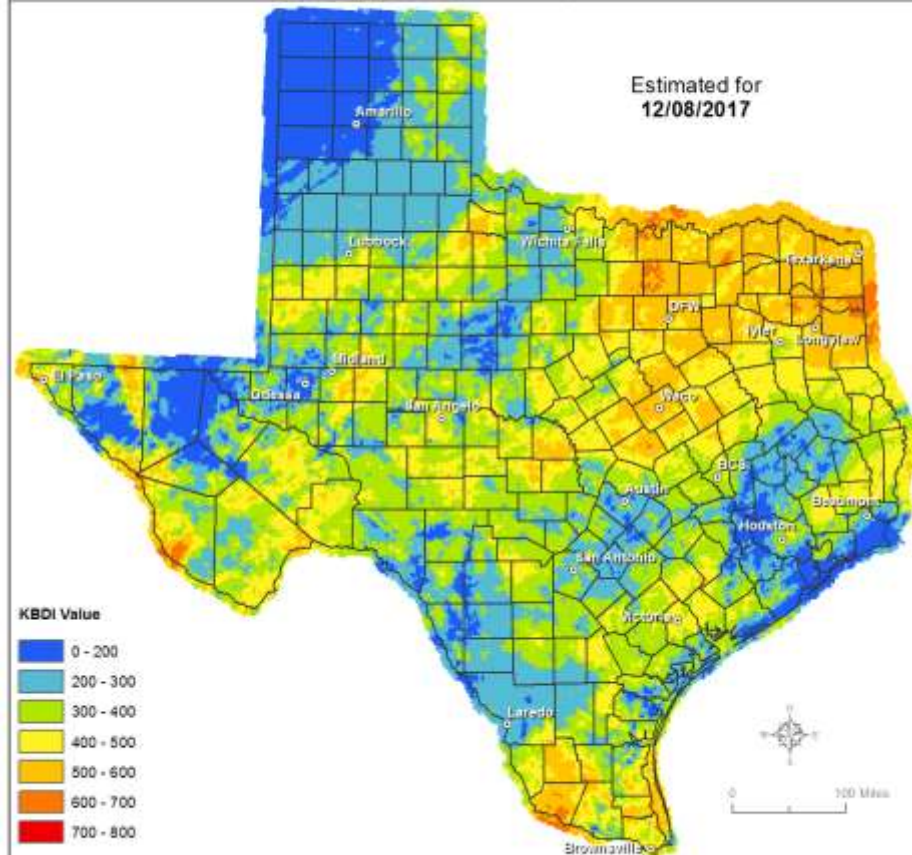 Estimated for
12/08/2017
Amarillo
Lubbock
Wichita Falls
Texarkana
DFW
Tyler
Longview
El Paso
Midland
Odessa
San Angelo
Waco
BCS
Austin
Beaumont
Houston
San Antonio
Victoria
Laredo
Brownsville
KBDI Value
0 - 200
200 - 300
300 - 400
400 - 500
500 - 600
600 - 700
700 - 800
0 100 Miles